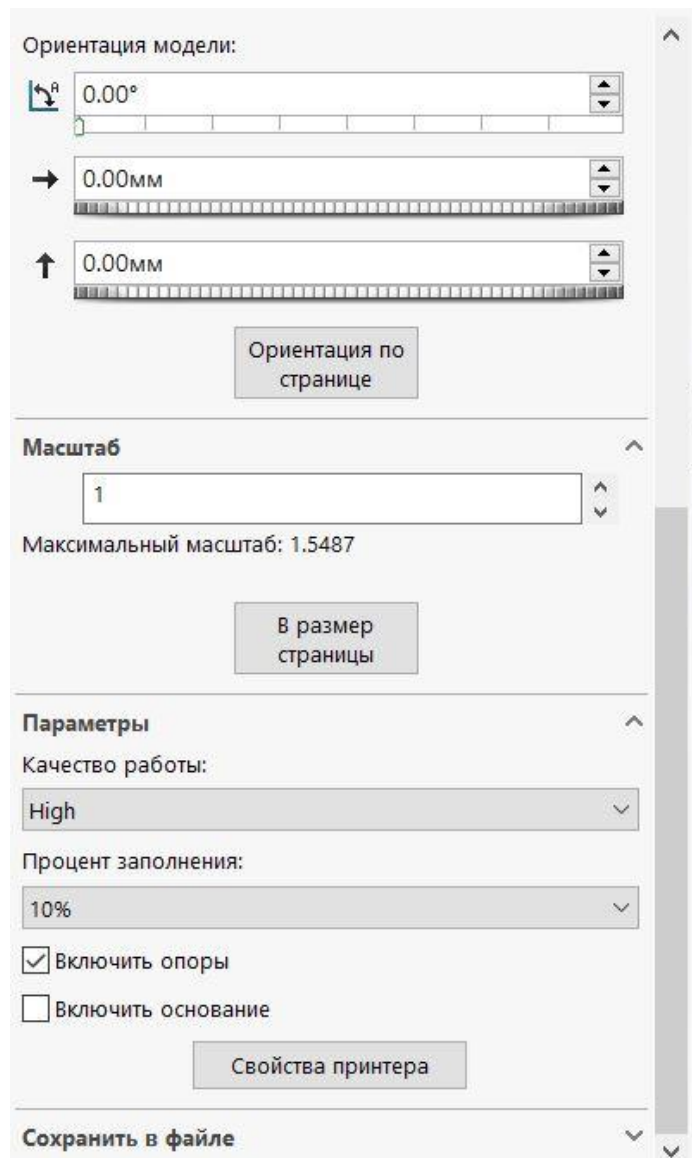 Ориентация модели:
A
0.00°
0.00мм
0.00мм
Ориентация по
странице
Масштаб
1
Максимальный масштаб: 1.5487
В размер
страницы
Параметры
Качество работы:
High
Процент заполнения:
10%
Включить опоры
Включить основание
Свойства принтера
Сохранить в файле